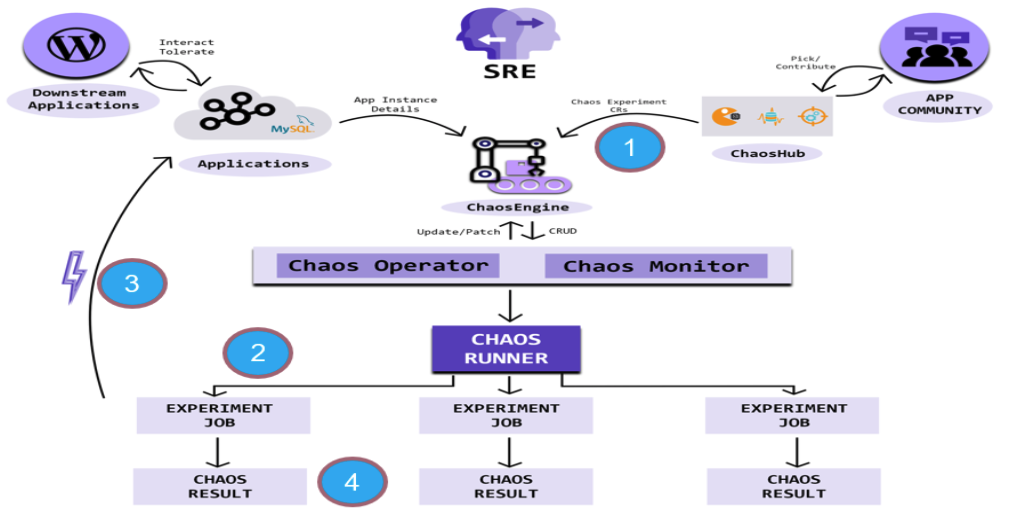 W
Interact
Tolerate
Downstream
Applications
MySQL
Applications
App Instance
Details
SRE
Chaos Experiment
CRs
1
Pick/
Contribute
APP
COMMUNITY
ChaosHub
ChaosEngine
Update/Patch
CRUD
Chaos Operator
Chaos Monitor
3
2
CHAOS
RUNNER
EXPERIMENT
JOB
EXPERIMENT
JOB
EXPERIMENT
JOB
CHAOS
RESULT
4
CHAOS
RESULT
CHAOS
RESULT